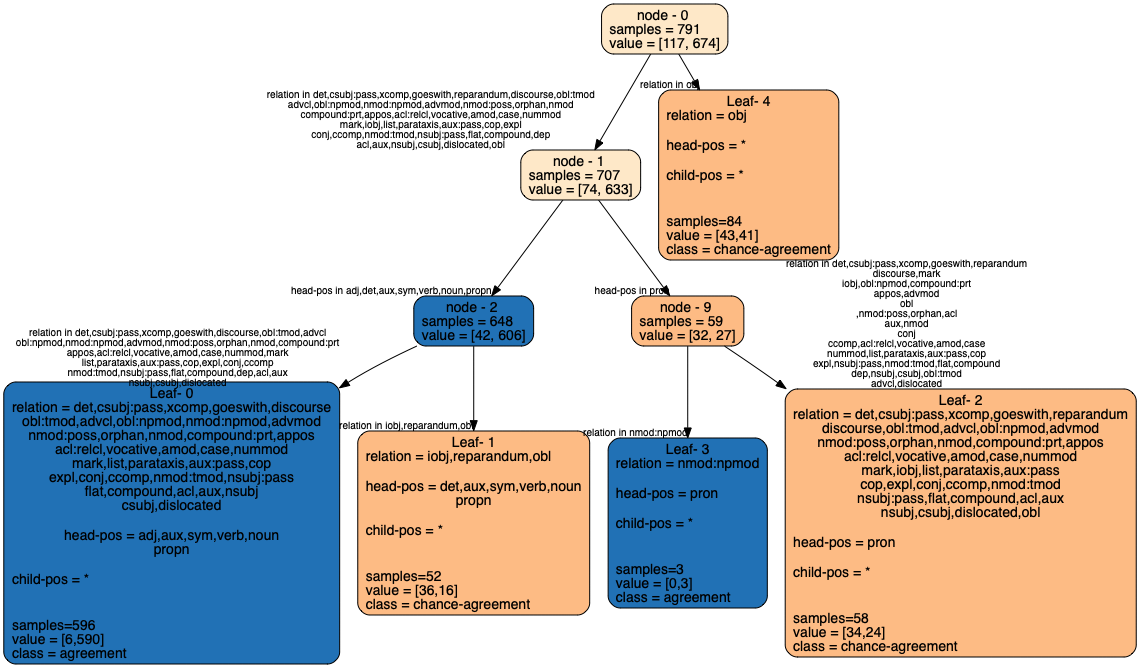 node - 0
samples = 791
value = [117, 674]
relation in det,csubj:pass,xcomp,goeswith,reparandum,discourse,obl:tmod
advcl,obl:npmod,nmod:npmod,advmod,nmod:poss,orphan,nmod
compound:prt,appos,acl:relcl,vocative,amod,case,nummod
mark,iobj,list,parataxis,aux:pass,cop,expl
conj,ccomp,nmod:tmod,nsubj:pass,flat,compound,dep
acl,aux,nsubj,csubj,dislocated,obl
relation in
Leaf- 4
relation = obj
head-pos = *
child-pos = *
samples=84
value = [43,41]
class = chance-agreement
node - 1
samples = 707
value = [74, 633]
head-pos in adj,det,aux,sym,verb,noun,propn
node - 2
samples = 648
value = [42, 606]
head-pos in pron
node - 9
samples = 59
value = [32, 27]
relation in det,csubj:pass,xcomp,goeswith,reparandum
discourse,mark
iobj,obl:npmod,compound:prt
appos,advmod
obl
,nmod:poss,orphan,acl
aux,nmod
conj
ccomp,acl:relcl,vocative,amod,case
nummod,list,parataxis,aux:pass,cop
expl,nsubj:pass,nmod:tmod,flat,compound
dep,nsubj,csubj,obl:tmod
advcl,dislocated
relation in det,csubj:pass,xcomp,goeswith,discourse,obl:tmod,advcl
obl:npmod,nmod:npmod,advmod,nmod:poss,orphan,nmod,compound:prt
appos,acl:relcl,vocative,amod,case,nummod,mark
list,parataxis,aux:pass,cop,expl,conj,ccomp
nmod:tmod,nsubj:pass,flat,compound,dep,acl,aux
nsubj,csubj,dislocated
Leaf- 0
relation = det,csubj:pass,xcomp,goeswith,discourse
obl:tmod,advcl,obl:npmod,nmod:npmod,advmod
nmod:poss,orphan,nmod,compound:prt,appos
acl:relcl,vocative,amod,case,nummod
mark,list,parataxis,aux:pass,cop
expl,conj,ccomp,nmod:tmod,nsubj:pass
flat,compound,acl,aux,nsubj
csubj,dislocated
head-pos = adj,aux,sym,verb,noun
propn
child-pos = *
samples=596
value = [6,590]
class = agreement
relation in iobj,reparandum,obl
Leaf- 1
relation = iobj,reparandum,obl
head-pos = det,aux,sym,verb,noun
propn
child-pos = *
samples=52
value = [36,16]
class = chance-agreement
relation in nmod:npmod
Leaf- 3
relation = nmod:npmod
head-pos = pron
child-pos = *
samples=3
value = [0,3]
class = agreement
Leaf- 2
relation = det,csubj:pass,xcomp,goeswith,reparandum
discourse,obl:tmod,advcl,obl:npmod,advmod
nmod:poss,orphan,nmod,compound:prt,appos
acl:relcl,vocative,amod,case,nummod
mark,iobj,list,parataxis,aux:pass
cop,expl,conj,ccomp,nmod:tmod
nsubj:pass,flat,compound,acl,aux
nsubj,csubj,dislocated,obl
head-pos = pron
child-pos = *
samples=58
value = [34,24]
class = chance-agreement